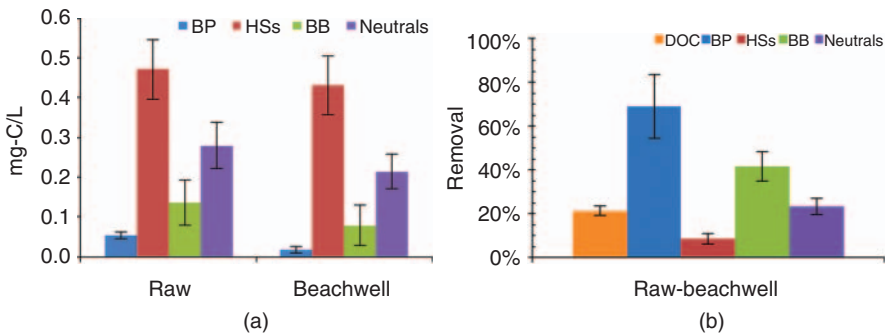 BP HSs BB Neutrals
mg-C/L
0.6
0.5
0.4
0.3
0.2
0.1
0.0
Raw Beachwell
(a)
DOC BP HSs BB Neutrals
Removal
100%
80%
60%
40%
20%
0%
Raw-beachwell
(b)